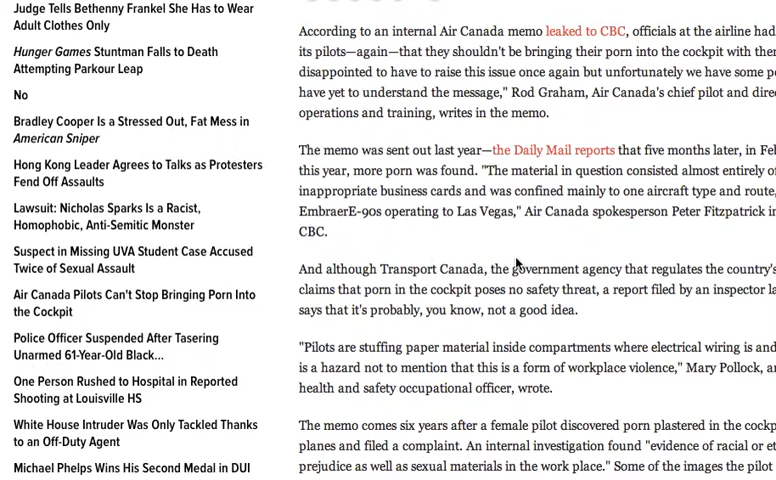 Judge Tells Bethenny Frankel She Has to Wear
Adult Clothes Only
Hunger Games Stuntman Falls to Death
Attempting Parkour Leap
No
Bradley Cooper Is a Stressed Out, Fat Mess in
American Sniper
Hong Kong Leader Agrees to Talks as Protesters
Fend Off Assaults
Lawsuit: Nicholas Sparks Is a Racist,
Homophobic, Anti-Semitic Monster
Suspect in Missing UVA Student Case Accused
Twice of Sexual Assault
Air Canada Pilots Can't Stop Bringing Porn Into
the Cockpit
Police Officer Suspended After Tasering
Unarmed 61-Year-Old Black...
One Person Rushed to Hospital in Reported
Shooting at Louisville HS
White House Intruder Was Only Tackled Thanks
to an Off-Duty Agent
Michael Phelps Wins His Second Medal in DUI
According to an internal Air Canada memo leaked to CBC, officials at the airline had
its pilots—again—that they shouldn't be bringing their porn into the cockpit with
disappointed to have to raise this issue once again but unfortunately we have some
have yet to understand the message," Rod Graham, Air Canada's chief pilot and
operations and training, writes in the memo.
The memo was sent out last year—the Daily Mail reports that five months later, in
this year, more porn was found. "The material in question consisted almost entirely
inappropriate business cards and was confined mainly to one aircraft type and route,
EmbraerE-90s operating to Las Vegas," Air Canada spokesperson Peter Fitzpatrick
CBC.
And although Transport Canada, the government agency that regulates the country's
claims that porn in the cockpit poses no safety threat, a report filed by an inspector
says that it's probably, you know, not a good idea.
"Pilots are stuffing paper material inside compartments where electrical wiring is
is a hazard not to mention that this is a form of workplace violence," Mary Pollock,
health and safety occupational officer, wrote.
The memo comes six years after a female pilot discovered porn plastered in the
planes and filed a complaint. An internal investigation found "evidence of racial or
prejudice as well as sexual materials in the work place." Some of the images the pilot